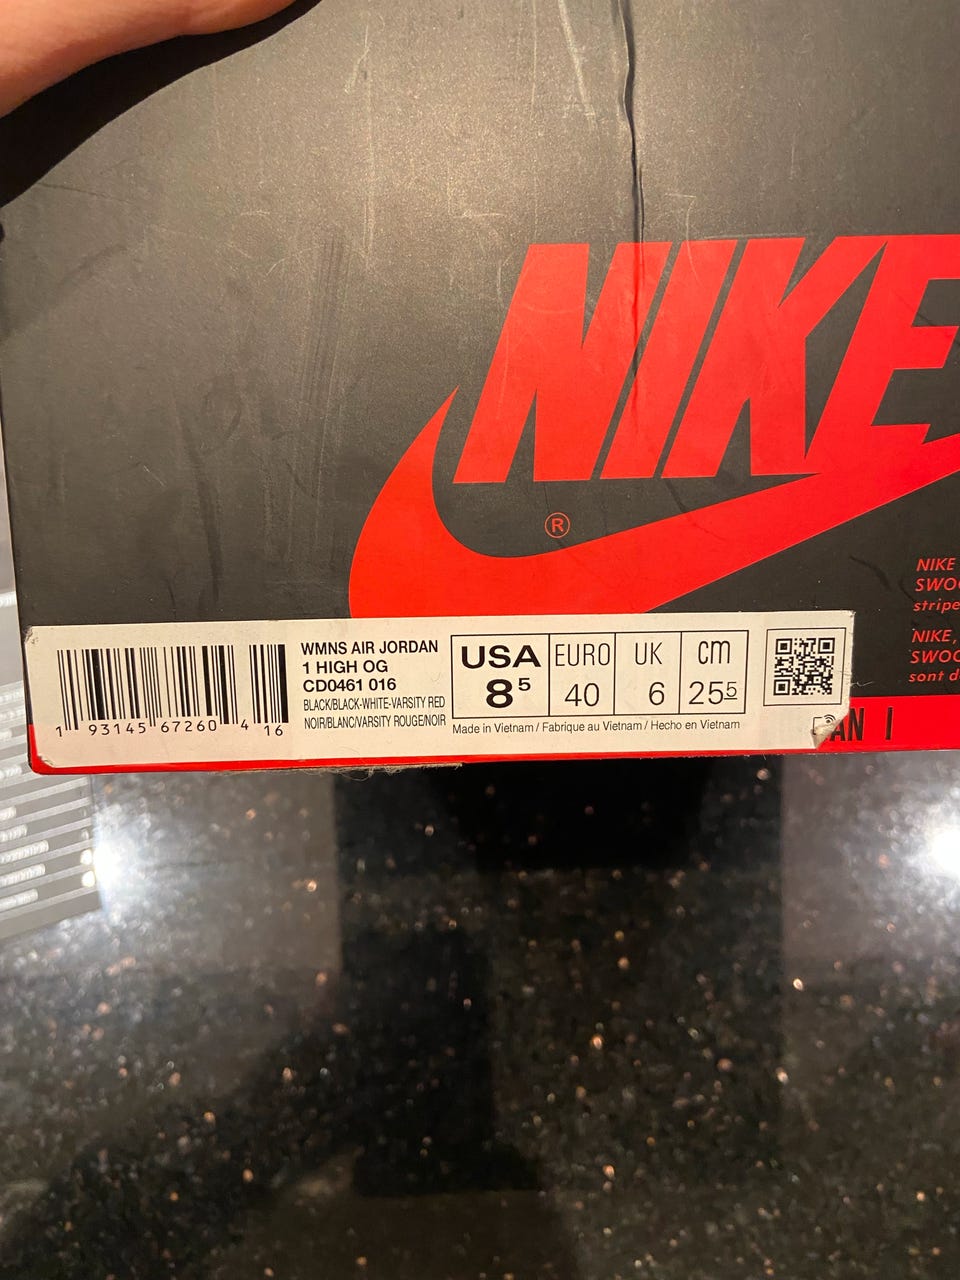 NIKE
®
NIKE
SWOO
stripe
NIKE,
SWOO
sont d
WMNS AIR JORDAN
1 HIGH OG
CD0461 016
BLACK/BLACK-WHITE-VARSITY RED
NOIR/BLANC/VARSITY ROUGE/NOIR
1 93145 67260 4 16
USA EURO UK cm
8⁵ 40 6 25⁵
Made in Vietnam / Fabrique au Vietnam / Hecho en Vietnam
AN I